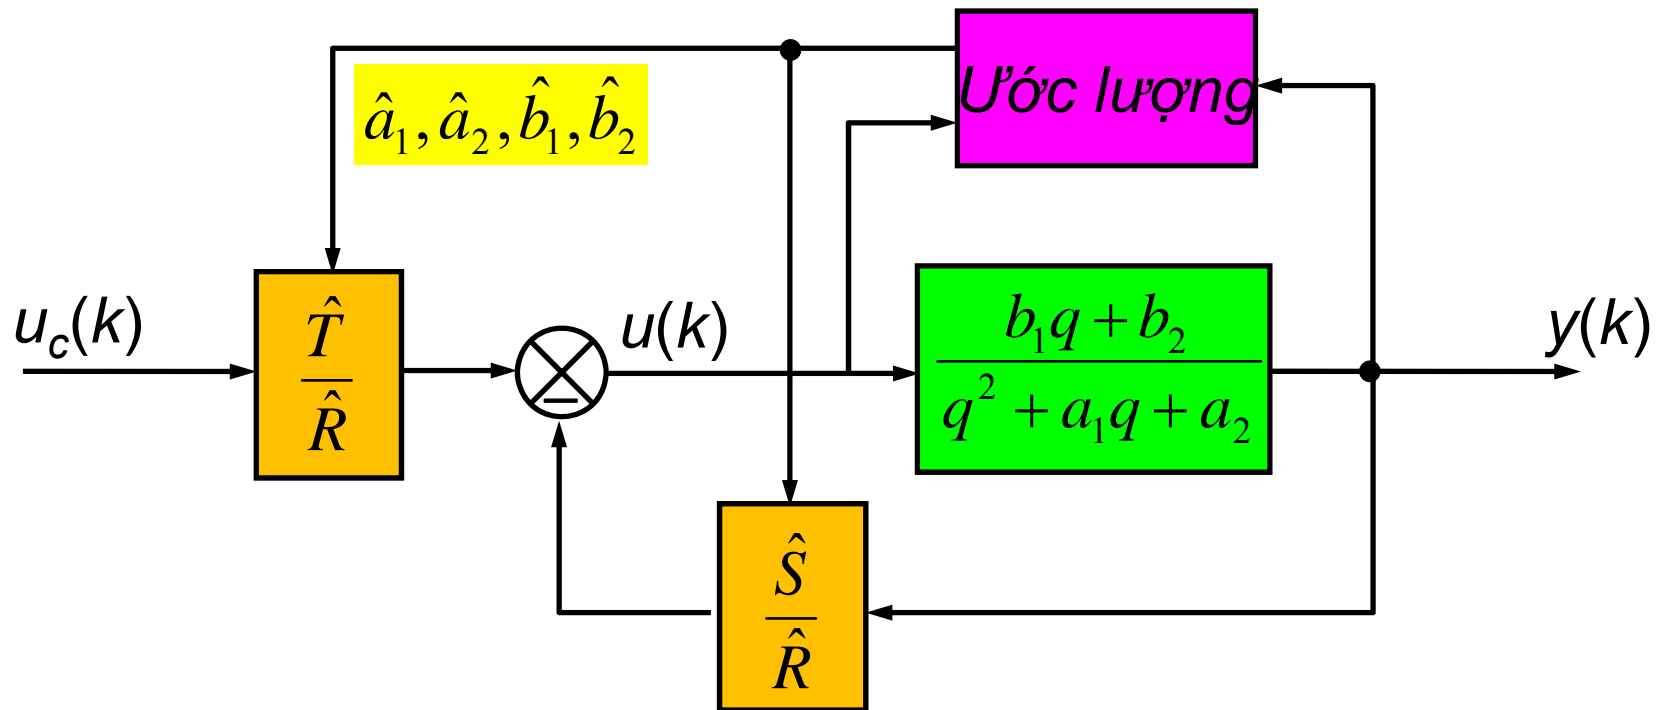 Ước lượng
â₁, â₂, b̂₁, b̂₂
u_c(k)
T̂
R̂
u(k)
b₁q + b₂
q² + a₁q + a₂
y(k)
Ŝ
R̂